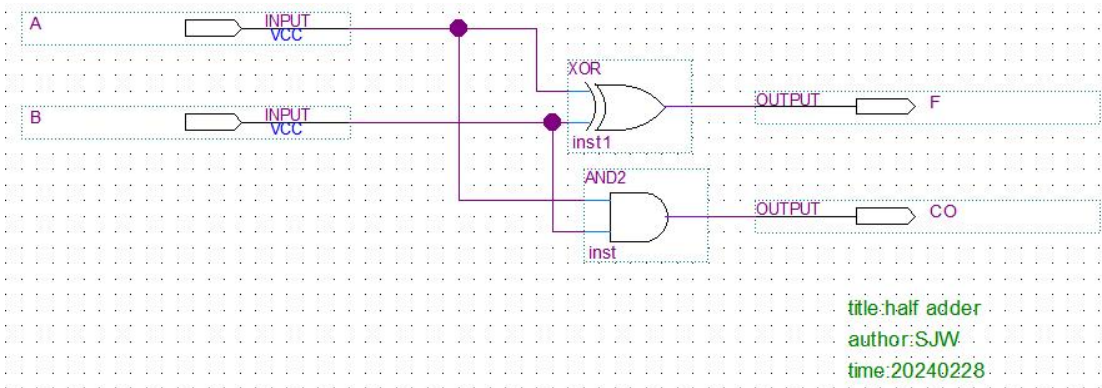 A
INPUT
VCC
XOR
OUTPUT
F
B
INPUT
VCC
inst1
AND2
OUTPUT
CO
inst
title:half adder
author:SJW
time:20240228